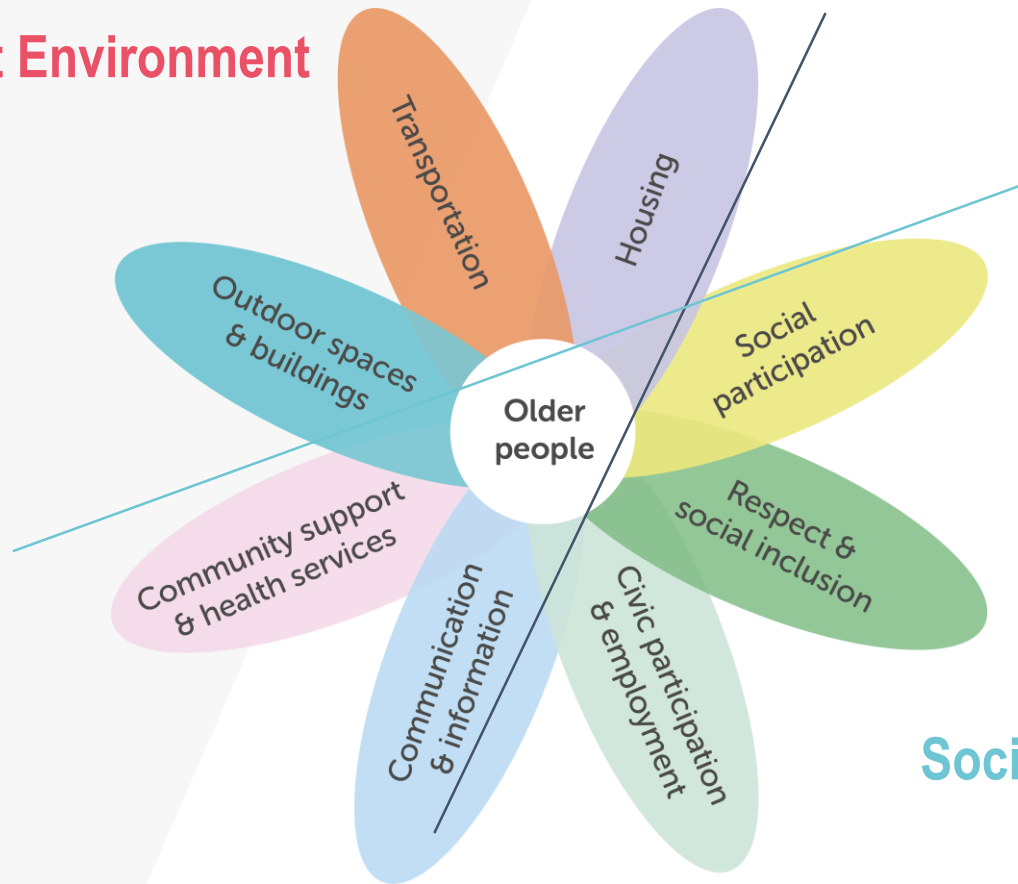 t Environment
Transportation
Housing
Outdoor spaces
& buildings
Social
participation
Older
people
Community support
& health services
Respect &
social inclusion
Communication
& information
Civic participation
& employment
Soci